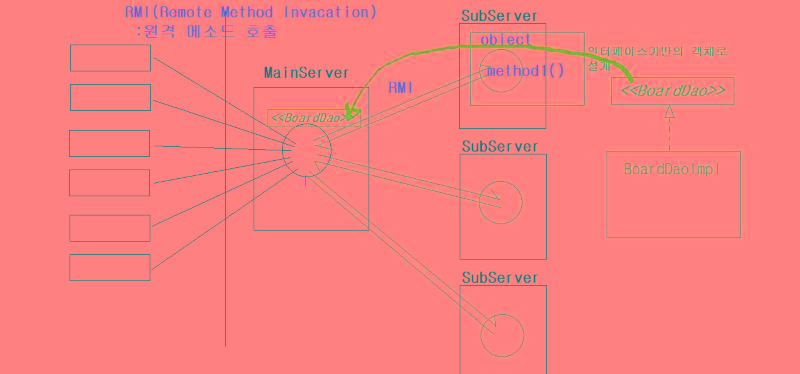 RMI(Remote Method Invacation)
:원격 메소드 호출
SubServer
object
method1()
인터페이스기반의 객체로
설계
MainServer
RMI
<<BoardDao>>
<<BoardDao>>
SubServer
BoardDaoImpl
SubServer